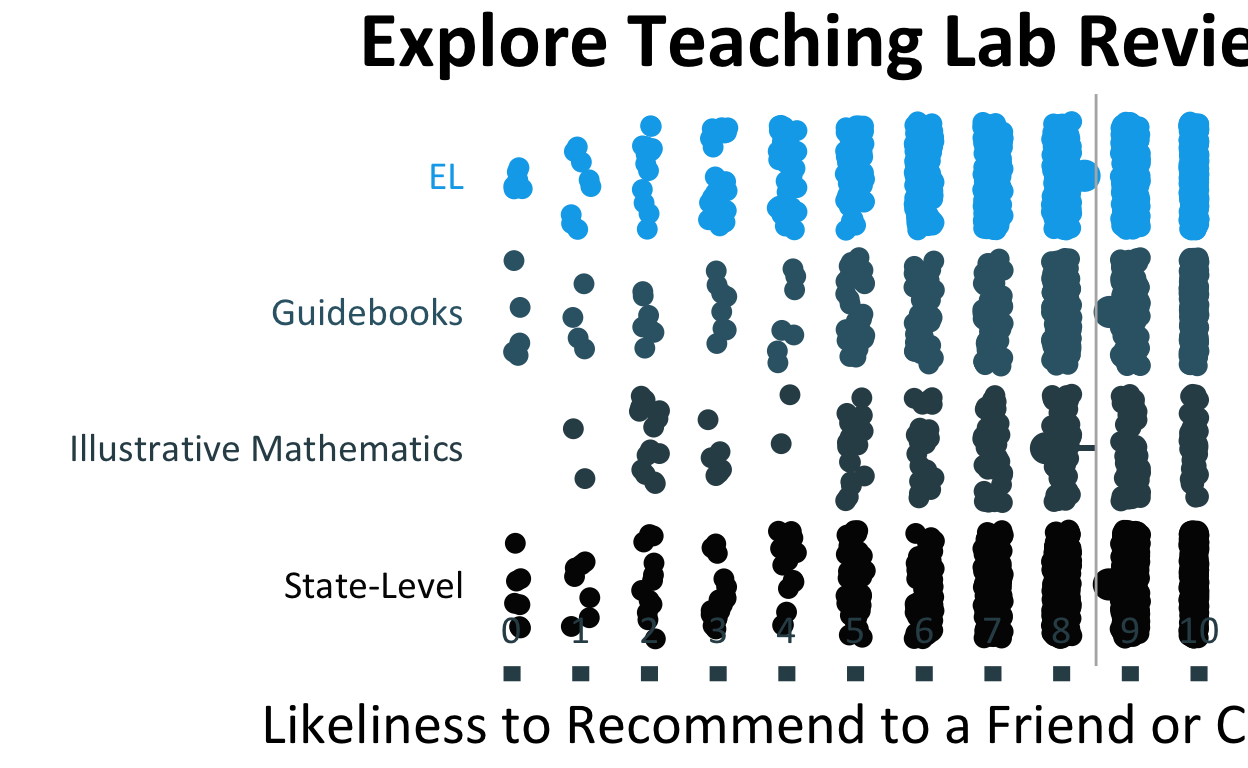 Explore Teaching Lab Revie
EL
Guidebooks
Illustrative Mathematics
State-Level
0 1 2 3 4 5 6 7 8 9 10
Likeliness to Recommend to a Friend or C